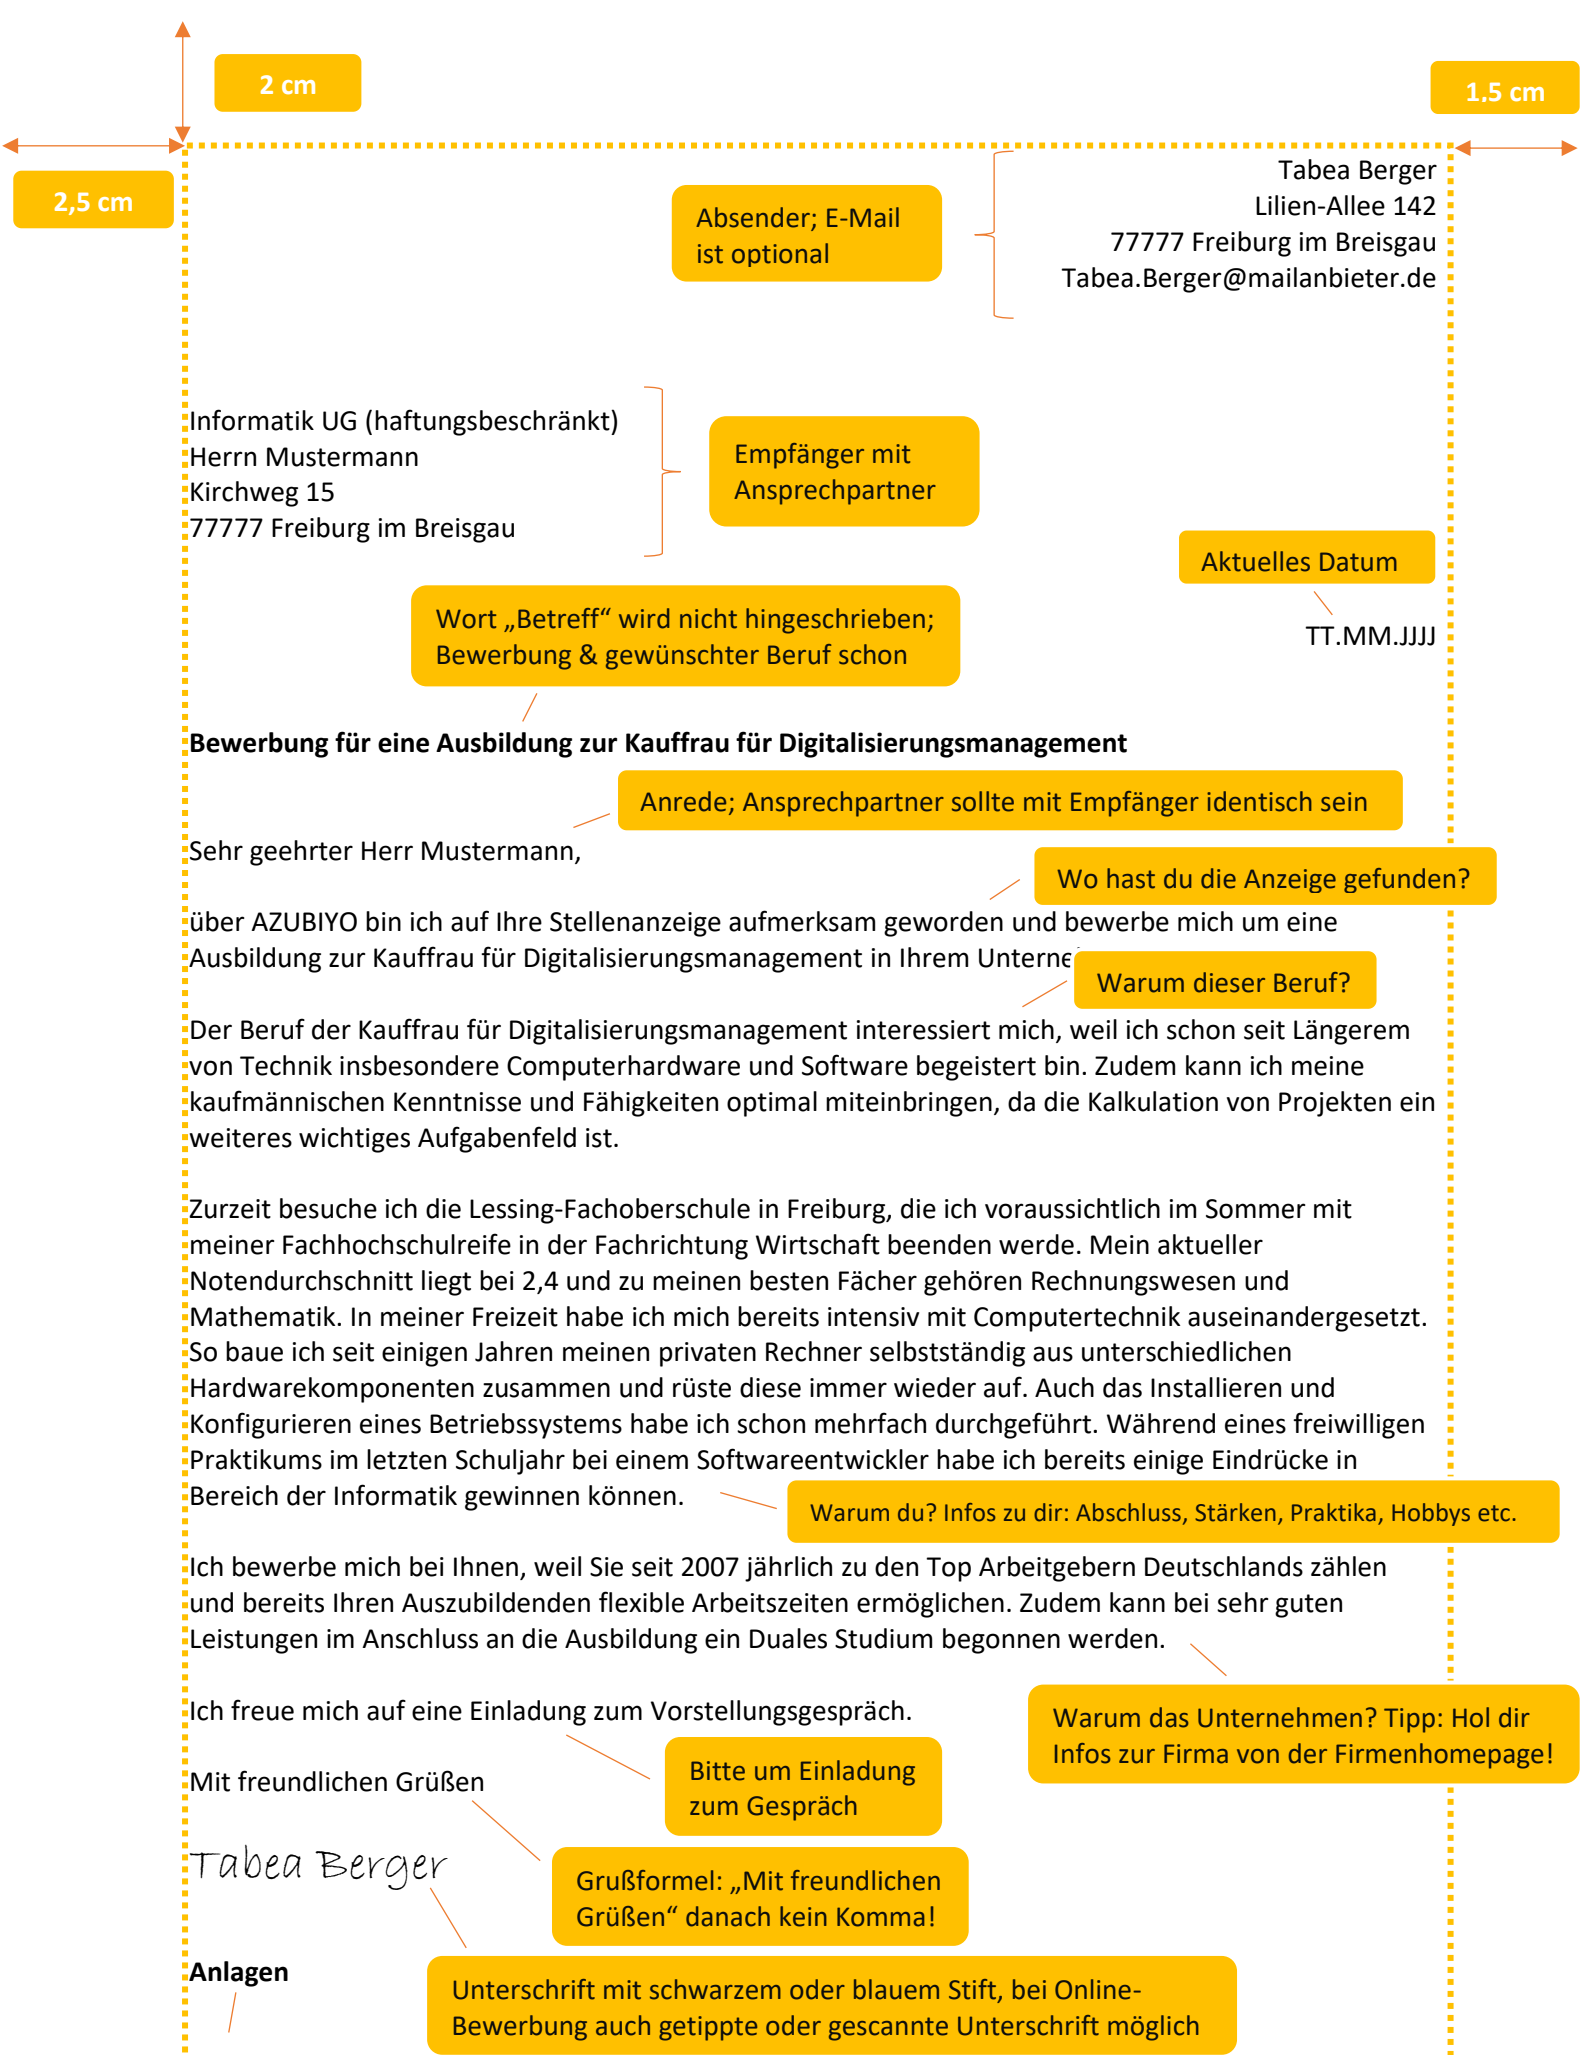 2 cm
1,5 cm
2,5 cm
Absender; E-Mail
ist optional
Tabea Berger
Lilien-Allee 142
77777 Freiburg im Breisgau
Tabea.Berger@mailanbieter.de
Informatik UG (haftungsbeschränkt)
Herrn Mustermann
Kirchweg 15
77777 Freiburg im Breisgau
Empfänger mit
Ansprechpartner
Aktuelles Datum
TT.MM.JJJJ
Wort „Betreff“ wird nicht hingeschrieben;
Bewerbung & gewünschter Beruf schon
Bewerbung für eine Ausbildung zur Kauffrau für Digitalisierungsmanagement
Anrede; Ansprechpartner sollte mit Empfänger identisch sein
Sehr geehrter Herr Mustermann,
Wo hast du die Anzeige gefunden?
über AZUBIYO bin ich auf Ihre Stellenanzeige aufmerksam geworden und bewerbe mich um eine
Ausbildung zur Kauffrau für Digitalisierungsmanagement in Ihrem
Warum dieser Beruf?
Der Beruf der Kauffrau für Digitalisierungsmanagement interessiert mich, weil ich schon seit Längerem
von Technik insbesondere Computerhardware und Software begeistert bin. Zudem kann ich meine
kaufmännischen Kenntnisse und Fähigkeiten optimal miteinbringen, da die Kalkulation von Projekten ein
weiteres wichtiges Aufgabenfeld ist.
Zurzeit besuche ich die Lessing-Fachoberschule in Freiburg, die ich voraussichtlich im Sommer mit
meiner Fachhochschulreife in der Fachrichtung Wirtschaft beenden werde. Mein aktueller
Notendurchschnitt liegt bei 2,4 und zu meinen besten Fächer gehören Rechnungswesen und
Mathematik. In meiner Freizeit habe ich mich bereits intensiv mit Computertechnik auseinandergesetzt.
So baue ich seit einigen Jahren meinen privaten Rechner selbstständig aus unterschiedlichen
Hardwarekomponenten zusammen und rüste diese immer wieder auf. Auch das Installieren und
Konfigurieren eines Betriebssystems habe ich schon mehrfach durchgeführt. Während eines freiwilligen
Praktikums im letzten Schuljahr bei einem Softwareentwickler habe ich bereits einige Eindrücke in
Bereich der Informatik gewinnen können.
Warum du? Infos zu dir: Abschluss, Stärken, Praktika, Hobbys etc.
Ich bewerbe mich bei Ihnen, weil Sie seit 2007 jährlich zu den Top Arbeitgebern Deutschlands zählen
und bereits Ihren Auszubildenden flexible Arbeitszeiten ermöglichen. Zudem kann bei sehr guten
Leistungen im Anschluss an die Ausbildung ein Duales Studium begonnen werden.
Warum das Unternehmen? Tipp: Hol dir
Infos zur Firma von der Firmenhomepage!
Ich freue mich auf eine Einladung zum Vorstellungsgespräch.
Bitte um Einladung
zum Gespräch
Mit freundlichen Grüßen
Tabea Berger
Grußformel: „Mit freundlichen
Grüßen“ danach kein Komma!
Anlagen
Unterschrift mit schwarzem oder blauem Stift, bei Online-
Bewerbung auch getippte oder gescannte Unterschrift möglich